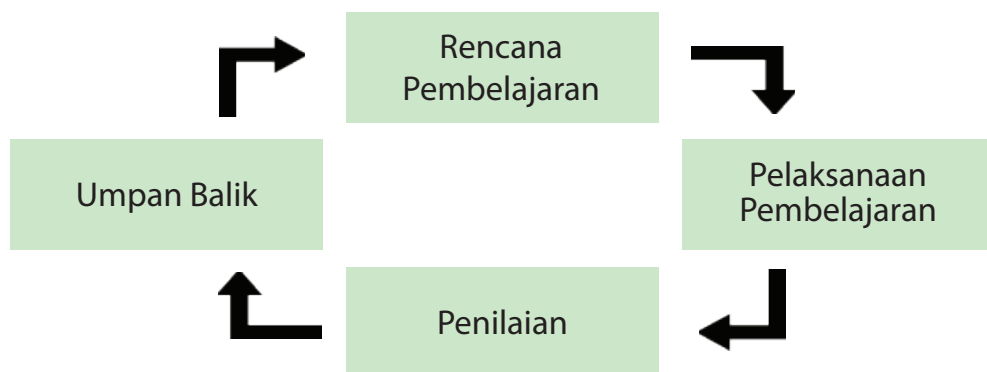 Rencana
Pembelajaran
Umpan Balik
Pelaksanaan
Pembelajaran
Penilaian